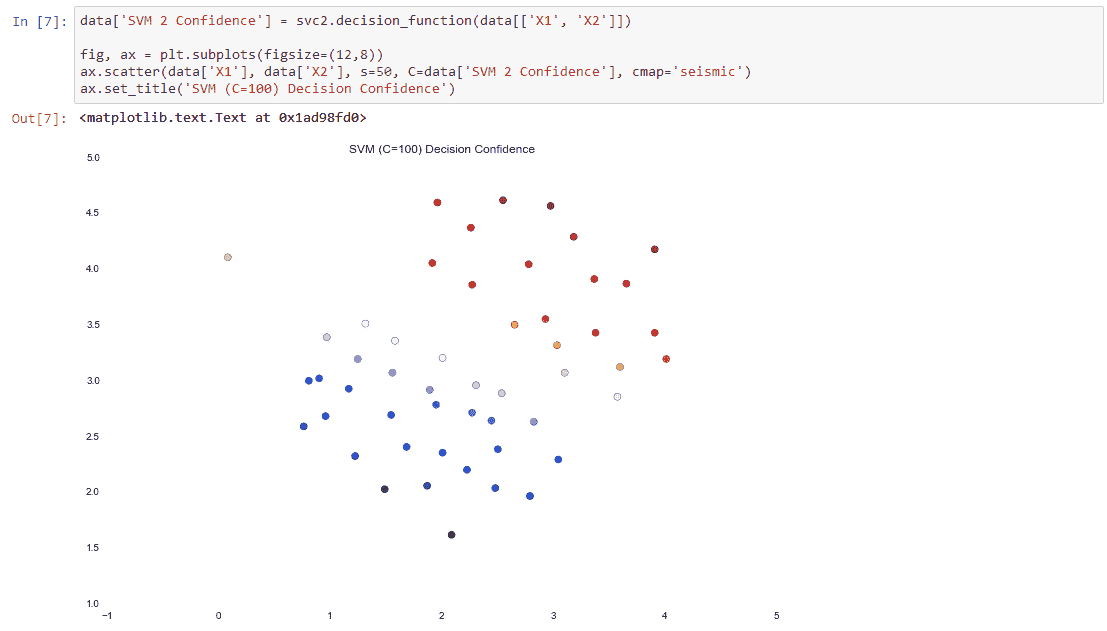 In [7]: data['SVM 2 Confidence'] = svc2.decision_function(data[['X1', 'X2']])
fig, ax = plt.subplots(figsize=(12,8))
ax.scatter(data['X1'], data['X2'], s=50, C=data['SVM 2 Confidence'], cmap='seismic')
ax.set_title('SVM (C=100) Decision Confidence')
Out[7]: <matplotlib.text.Text at 0x1ad98fd0>
SVM (C=100) Decision Confidence
5.0
4.5
4.0
3.5
3.0
2.5
2.0
1.5
1.0
−1 0 1 2 3 4 5